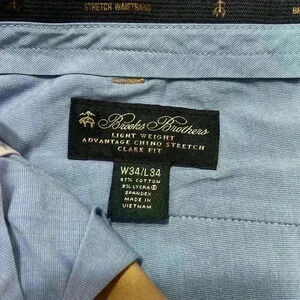 STRETCH WAISTBAND
Brooks Brothers
LIGHT WEIGHT
ADVANTAGE CHINO STRETCH
CLARK FIT
W34/L34
97% COTTON
3% LYCRA®
SPANDEX
MADE IN
VIETNAM